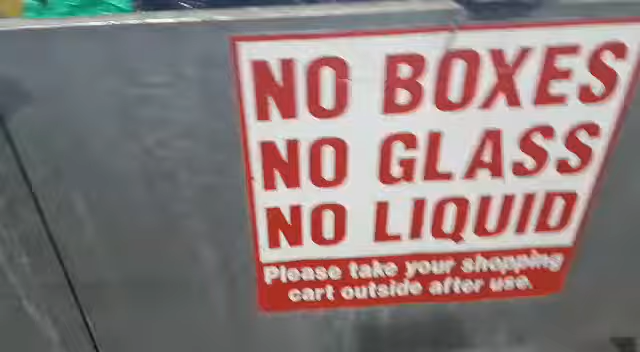 NO BOXES
NO GLASS
NO LIQUID
Please take your shopping
cart outside after use.